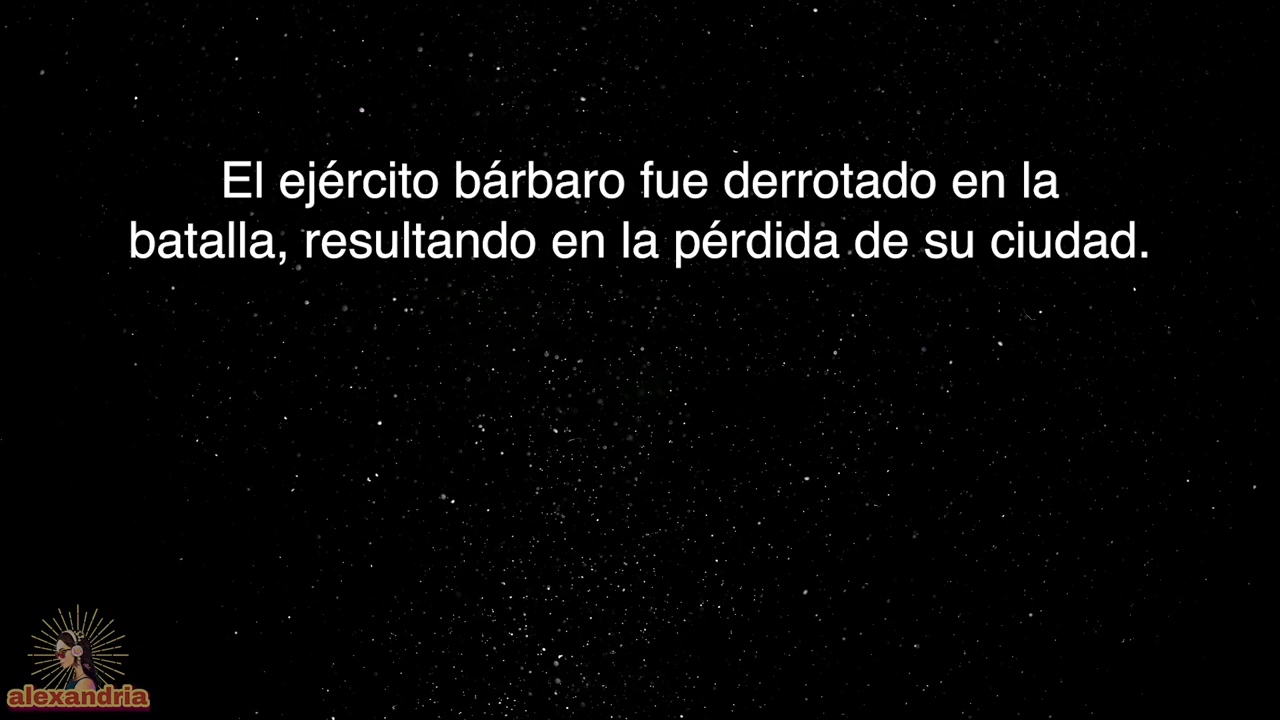 El ejército bárbaro fue derrotado en la
batalla, resultando en la pérdida de su ciudad.
alexandria